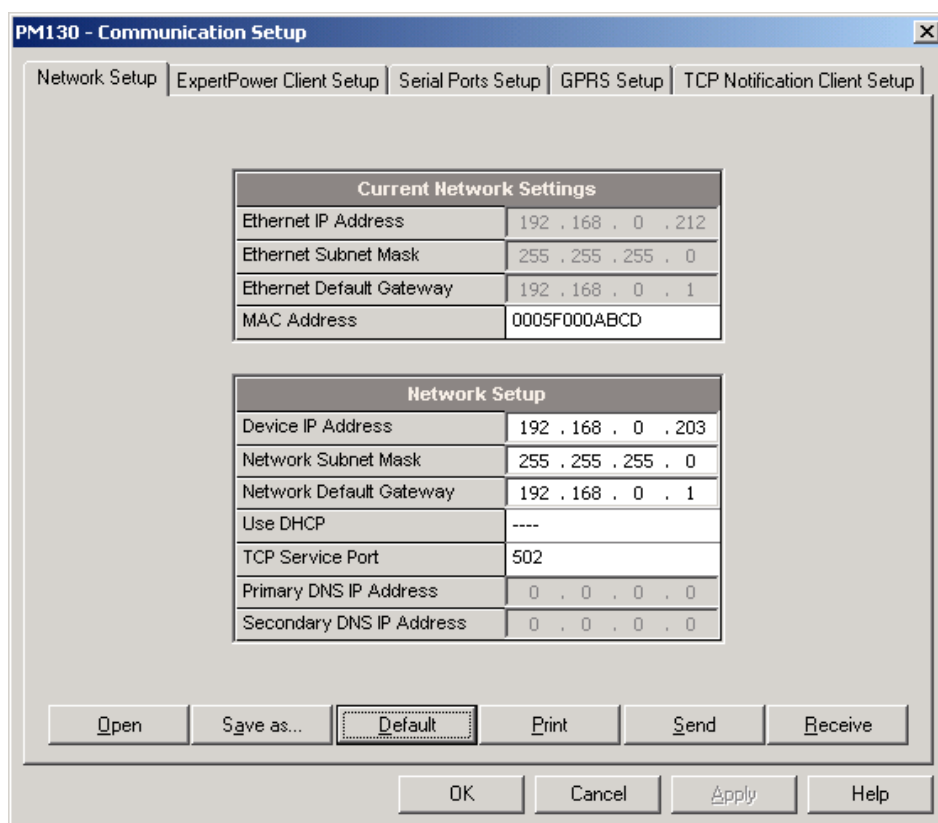 PM130 - Communication Setup
Network Setup ExpertPower Client Setup Serial Ports Setup GPRS Setup TCP Notification Client Setup
Current Network Settings
Ethernet IP Address 192 . 168 . 0 . 212
Ethernet Subnet Mask 255 . 255 . 255 . 0
Ethernet Default Gateway 192 . 168 . 0 . 1
MAC Address 0005F000ABCD
Network Setup
Device IP Address 192 . 168 . 0 . 203
Network Subnet Mask 255 . 255 . 255 . 0
Network Default Gateway 192 . 168 . 0 . 1
Use DHCP ----
TCP Service Port 502
Primary DNS IP Address 0 . 0 . 0 . 0
Secondary DNS IP Address 0 . 0 . 0 . 0
Open Save as... Default Print Send Receive
OK Cancel Apply Help